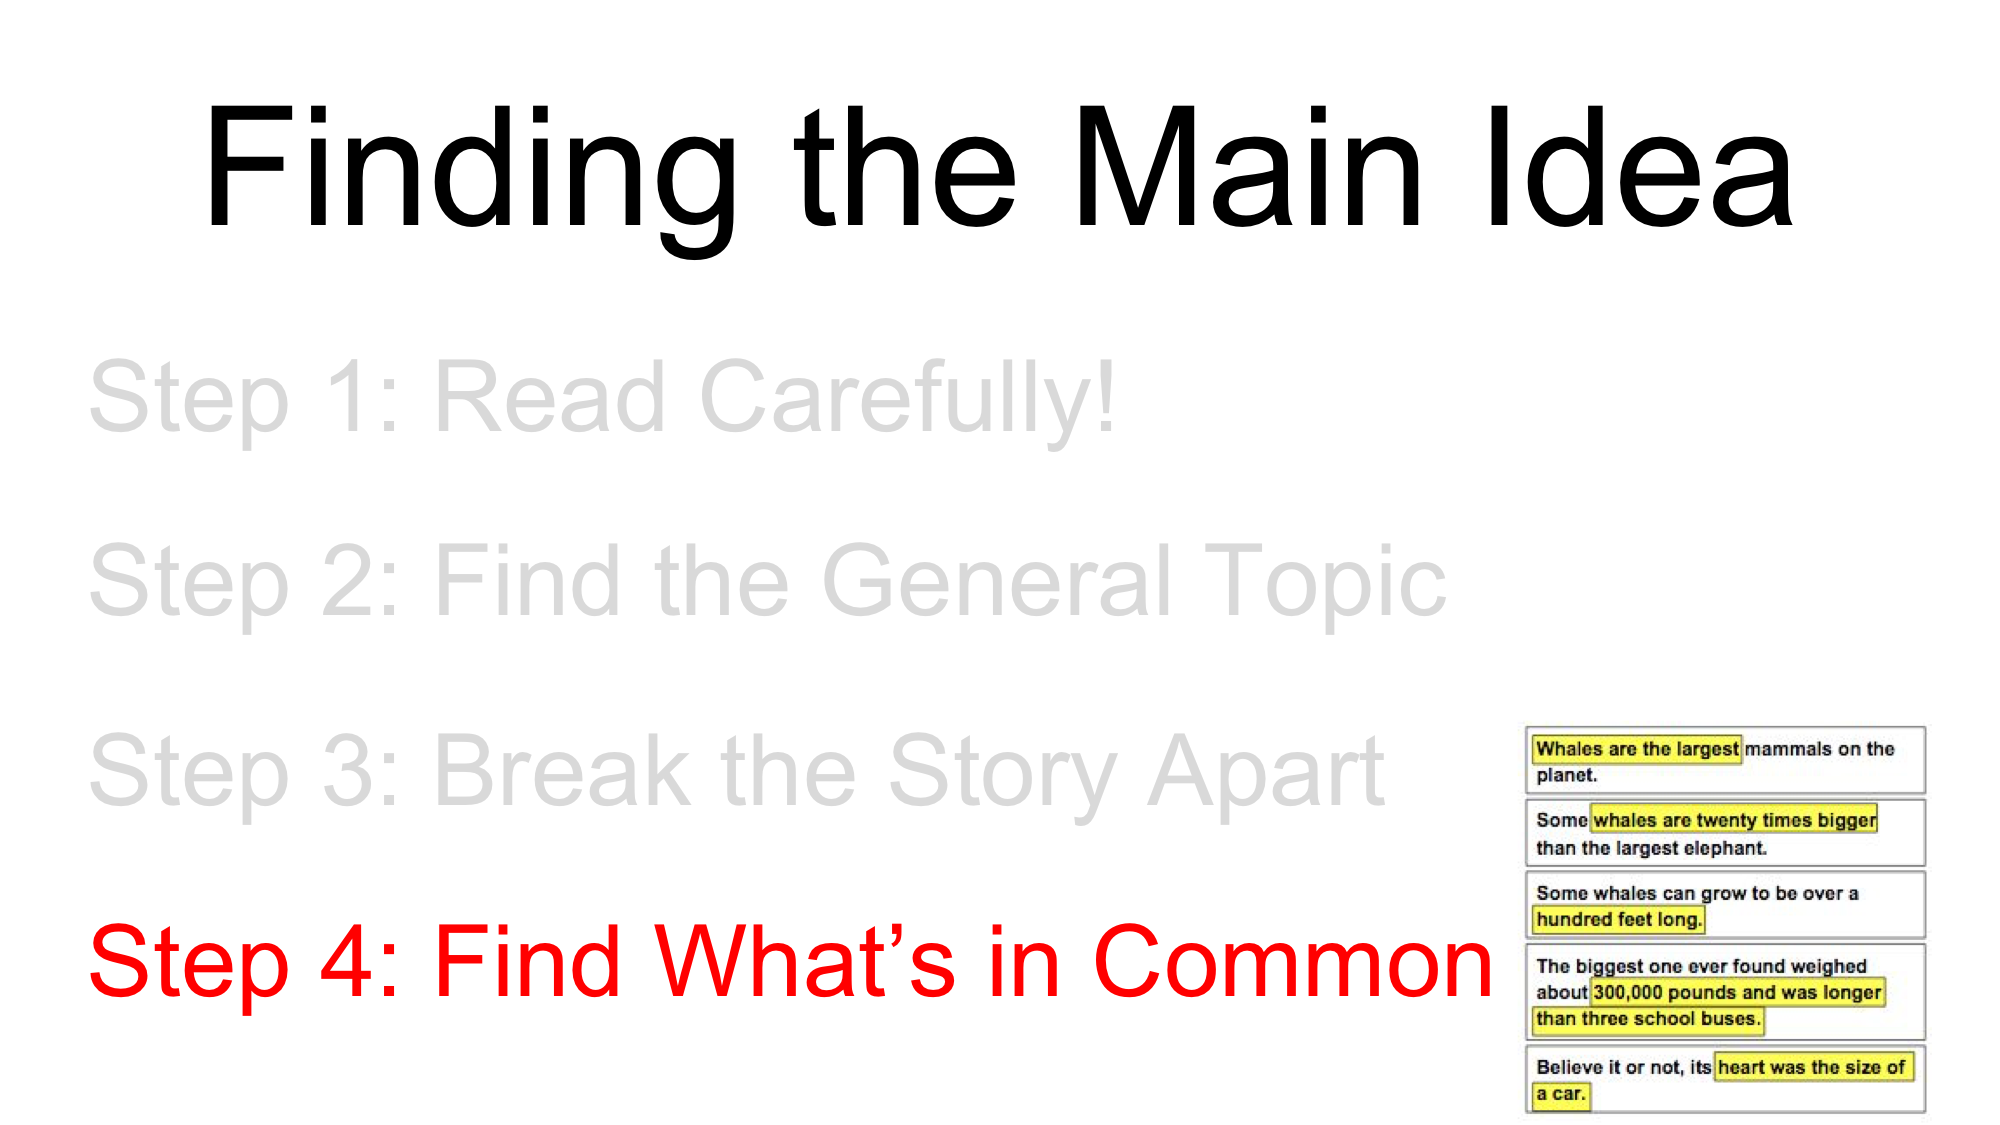 Finding the Main Idea
Step 1: Read Carefully!
Step 2: Find the General Topic
Step 3: Break the Story Apart
Step 4: Find What’s in Common
Whales are the largest mammals on the
planet.
Some whales are twenty times bigger
than the largest elephant.
Some whales can grow to be over a
hundred feet long.
The biggest one ever found weighed
about 300,000 pounds and was longer
than three school buses.
Believe it or not, its heart was the size of
a car.